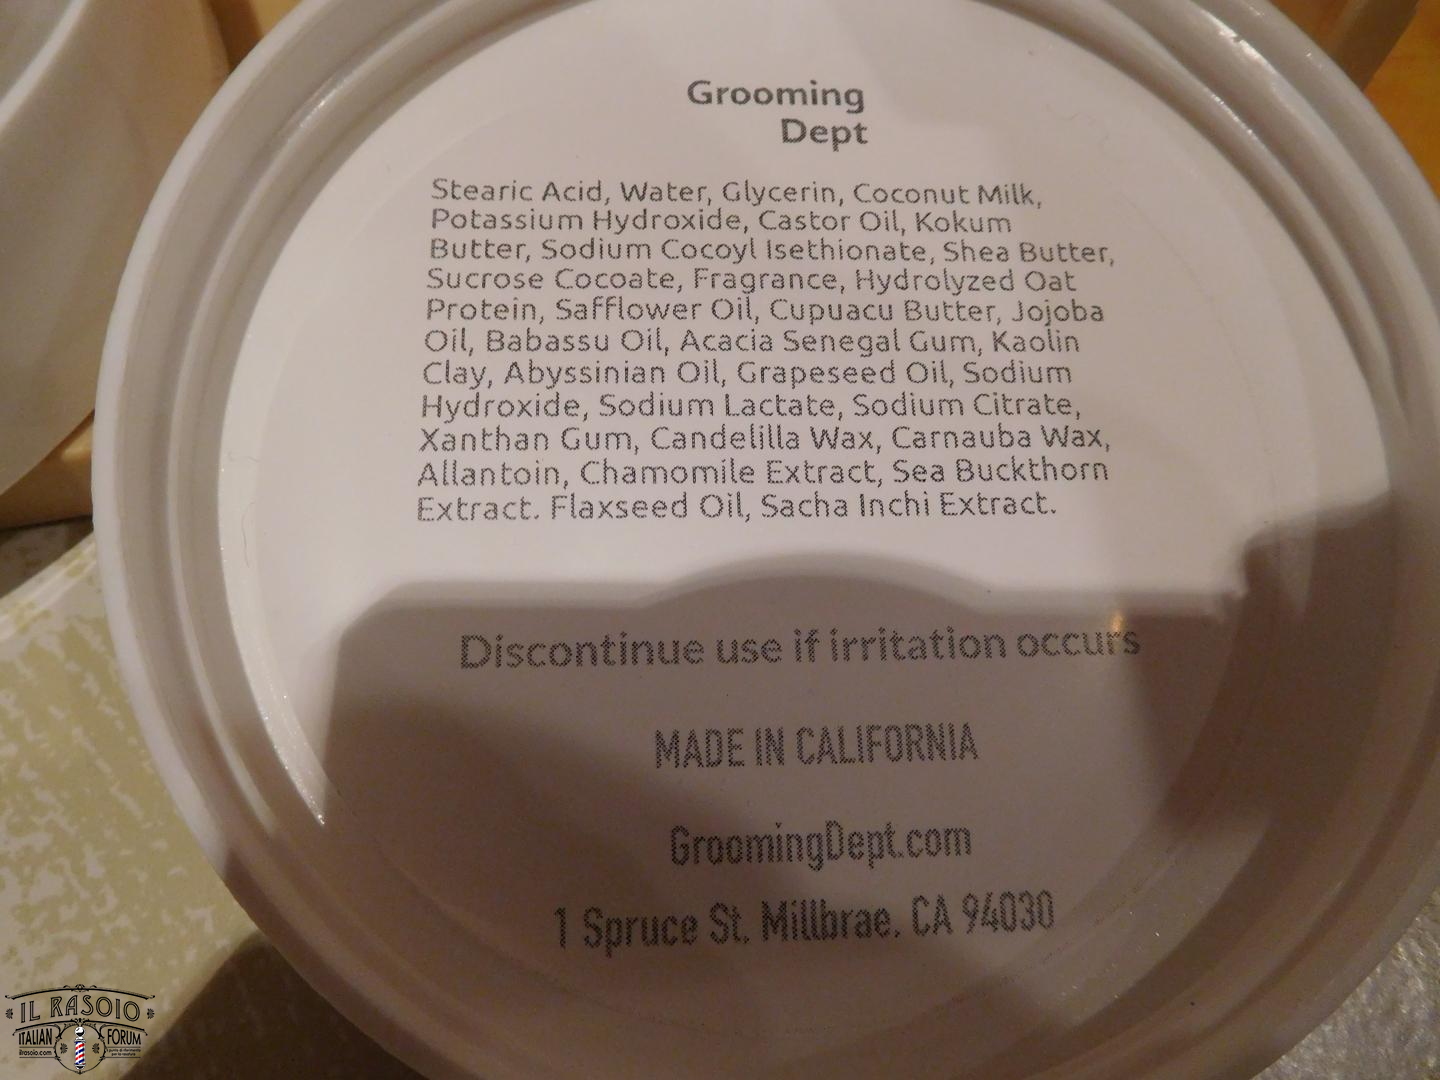 Grooming
Dept
Stearic Acid, Water, Glycerin, Coconut Milk,
Potassium Hydroxide, Castor Oil, Kokum
Butter, Sodium Cocoyl Isethionate, Shea Butter,
Sucrose Cocoate, Fragrance, Hydrolyzed Oat
Protein, Safflower Oil, Cupuacu Butter, Jojoba
Oil, Babassu Oil, Acacia Senegal Gum, Kaolin
Clay, Abyssinian Oil, Grapeseed Oil, Sodium
Hydroxide, Sodium Lactate, Sodium Citrate,
Xanthan Gum, Candelilla Wax, Carnauba Wax,
Allantoin, Chamomile Extract, Sea Buckthorn
Extract. Flaxseed Oil, Sacha Inchi Extract.
Discontinue use if irritation occurs
MADE IN CALIFORNIA
GroomingDept.com
1 Spruce St. Millbrae. CA 94030
IL RASOIO
ITALIAN FORUM
ilrasoio.com